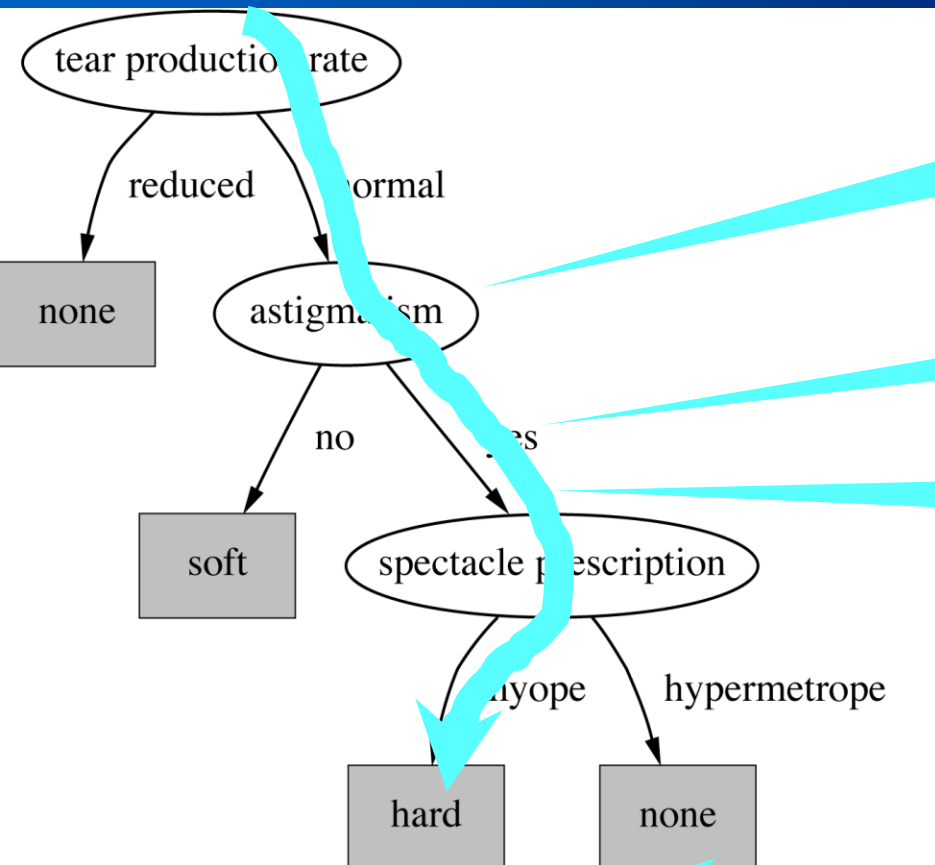 tear production rate
reduced
normal
none
astigmatism
no
yes
soft
spectacle prescription
myope
hypermetrope
hard
none